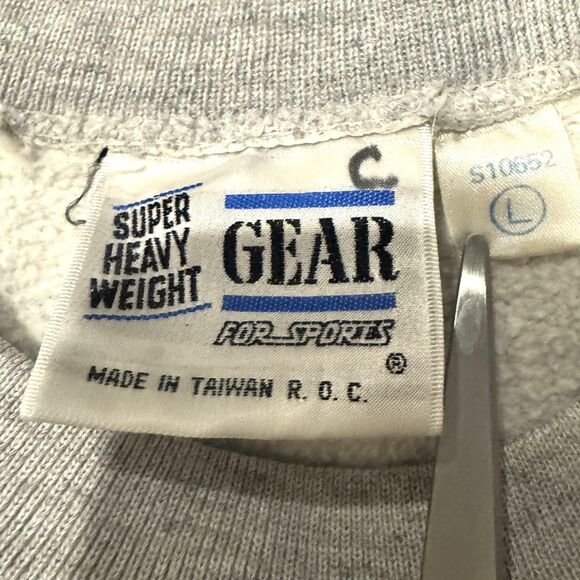 C
SUPER
HEAVY
WEIGHT
GEAR
FOR SPORTS
®
MADE IN TAIWAN R. O. C.
S10652
L